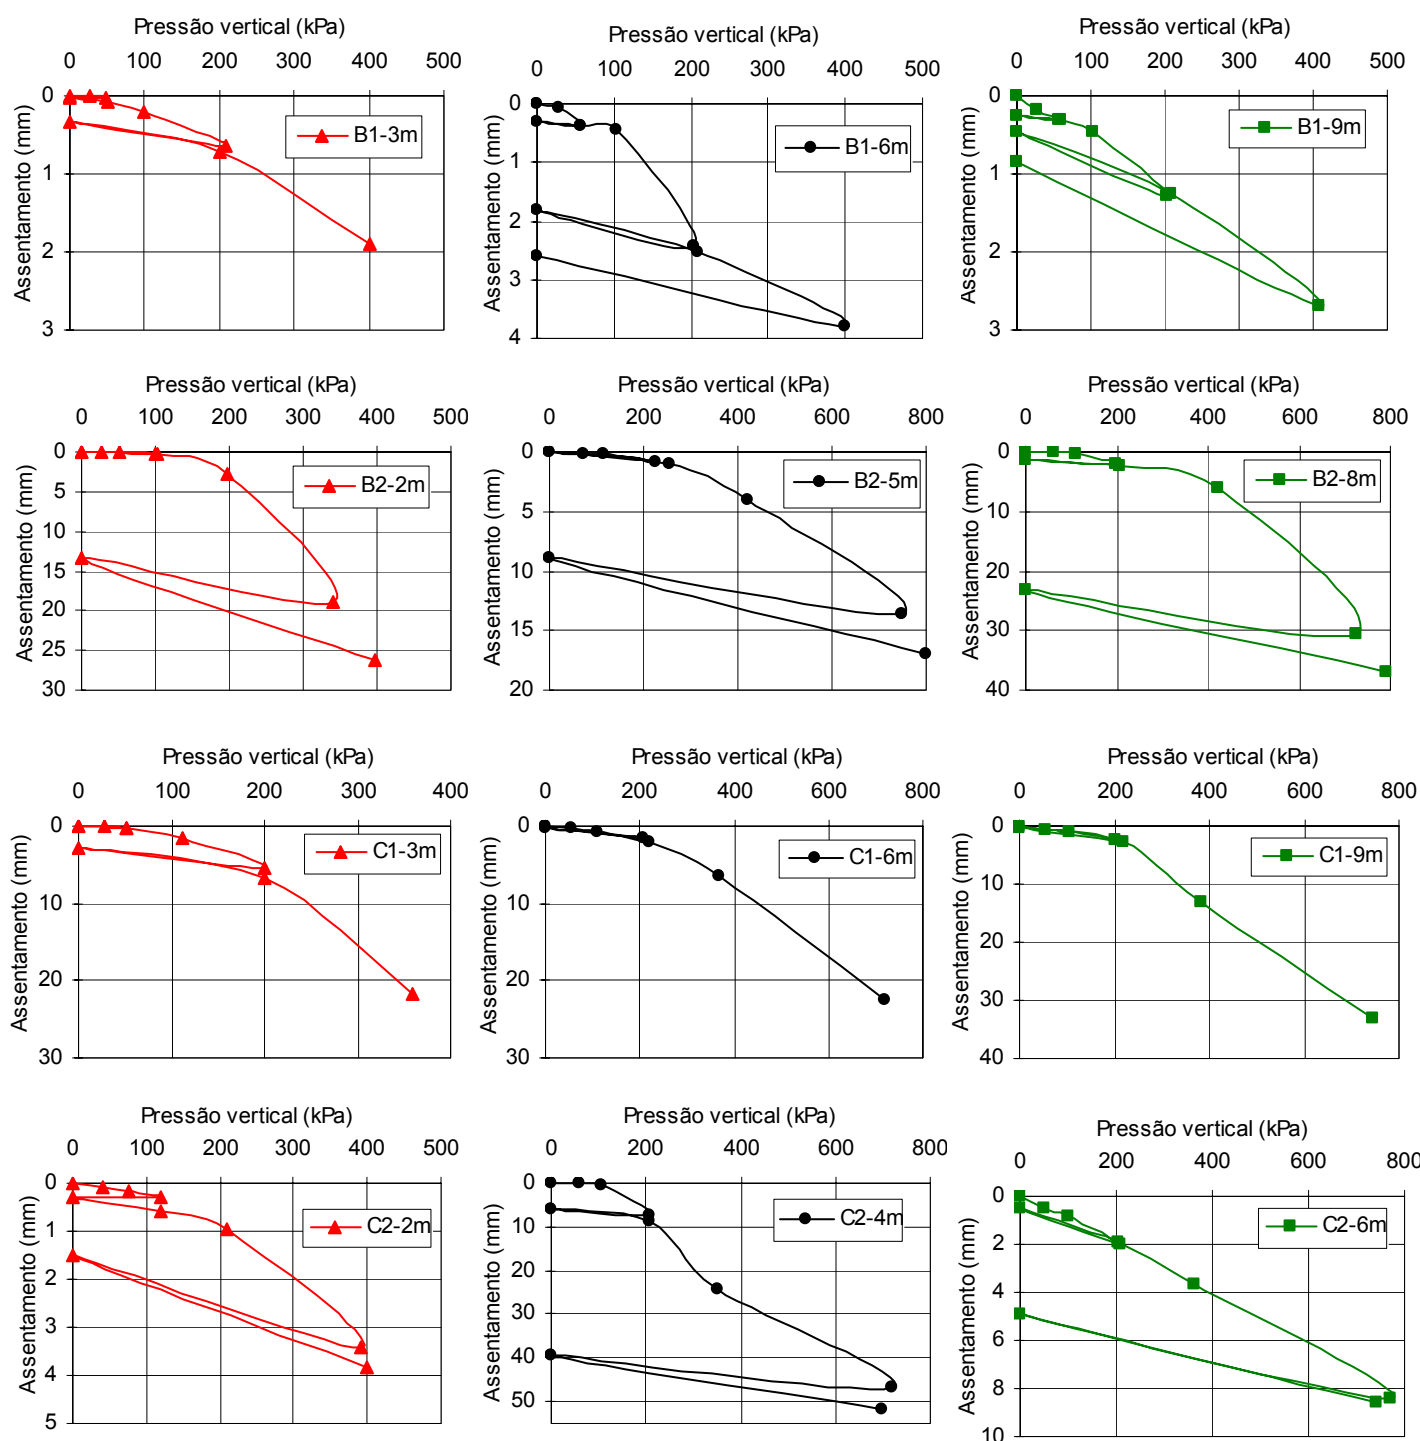 Pressão vertical (kPa)
0 100 200 300 400 500
Assentamento (mm)
0
1
2
3
B1-3m
Pressão vertical (kPa)
0 100 200 300 400 500
Assentamento (mm)
0
1
2
3
4
B1-6m
Pressão vertical (kPa)
0 100 200 300 400 500
Assentamento (mm)
0
1
2
3
B1-9m
Pressão vertical (kPa)
0 100 200 300 400 500
Assentamento (mm)
0
5
10
15
20
25
30
B2-2m
Pressão vertical (kPa)
0 200 400 600 800
Assentamento (mm)
0
5
10
15
20
B2-5m
Pressão vertical (kPa)
0 200 400 600 800
Assentamento (mm)
0
10
20
30
40
B2-8m
Pressão vertical (kPa)
0 100 200 300 400
Assentamento (mm)
0
10
20
30
C1-3m
Pressão vertical (kPa)
0 200 400 600 800
Assentamento (mm)
0
10
20
30
C1-6m
Pressão vertical (kPa)
0 200 400 600 800
Assentamento (mm)
0
10
20
30
40
C1-9m
Pressão vertical (kPa)
0 100 200 300 400 500
Assentamento (mm)
0
1
2
3
4
5
C2-2m
Pressão vertical (kPa)
0 200 400 600 800
Assentamento (mm)
0
10
20
30
40
50
C2-4m
Pressão vertical (kPa)
0 200 400 600 800
Assentamento (mm)
0
2
4
6
8
10
C2-6m